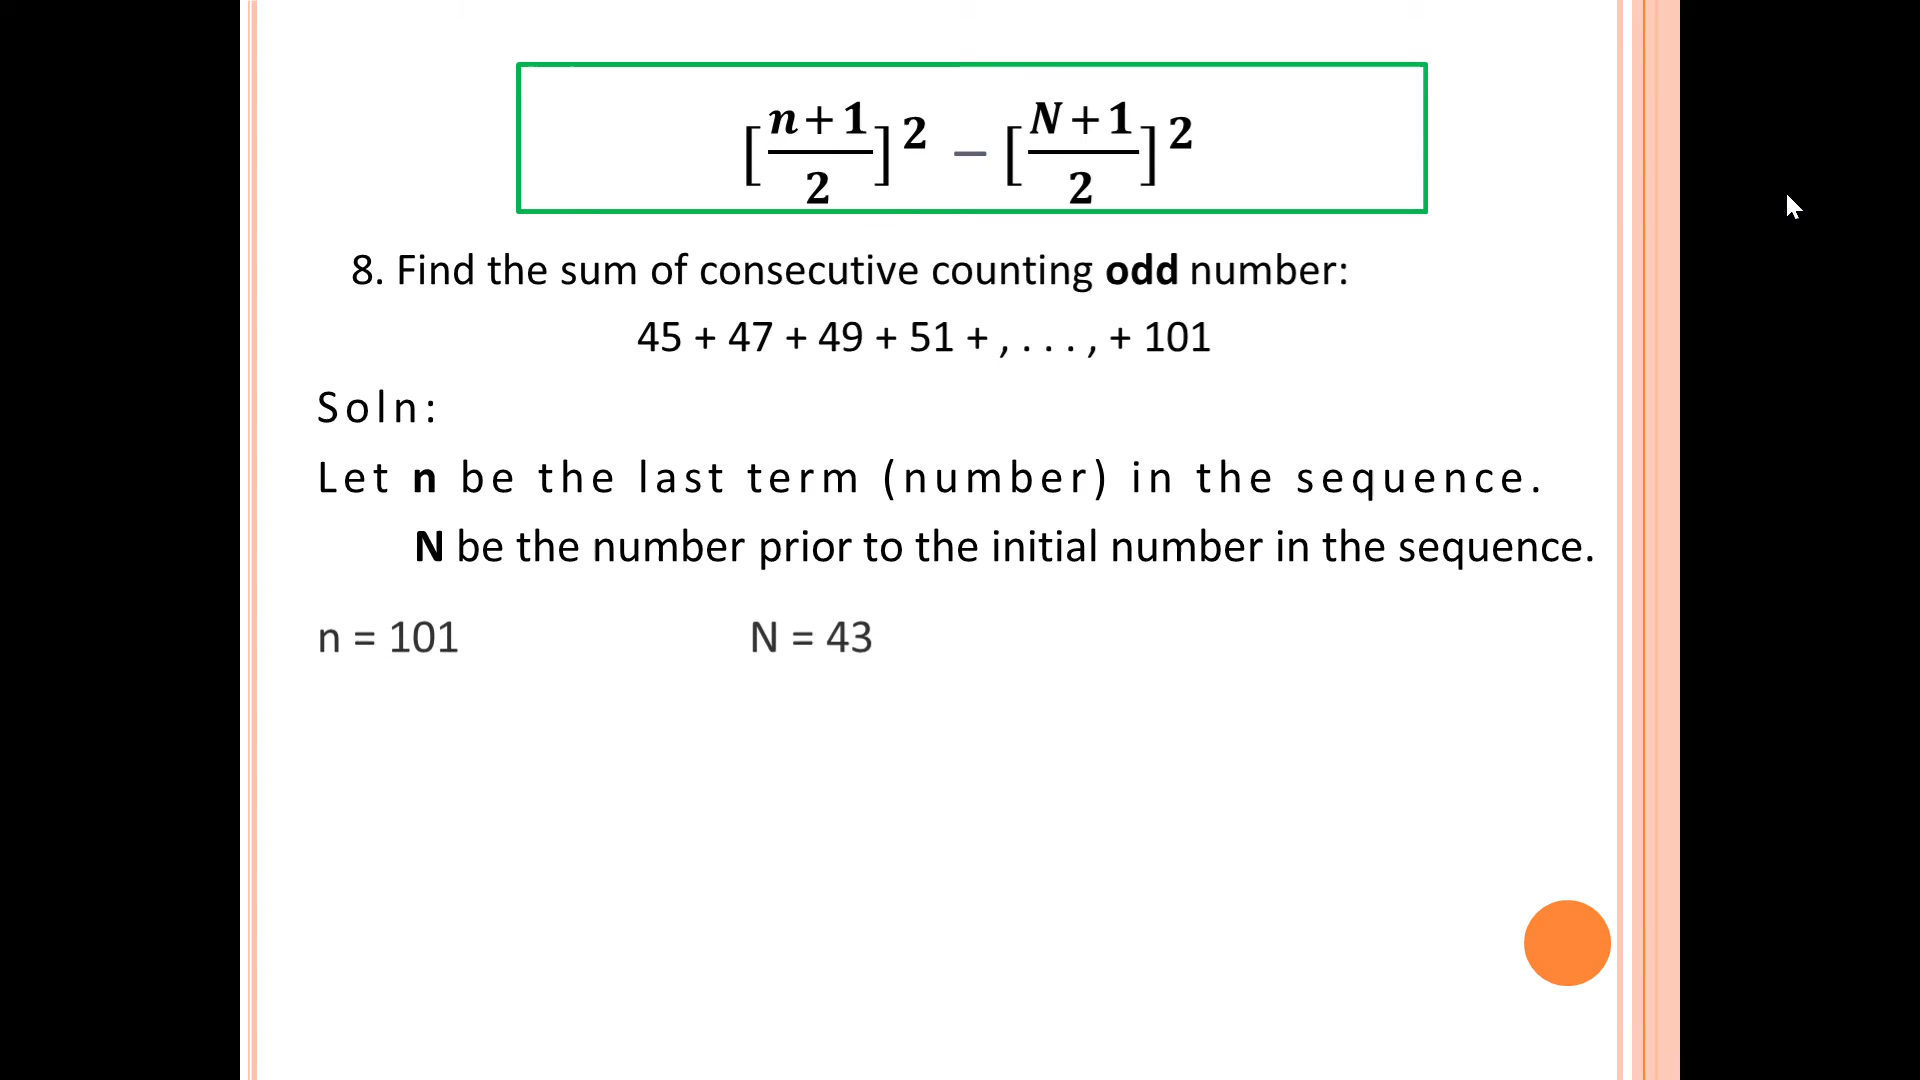 [n+1/2]² – [N+1/2]²
8. Find the sum of consecutive counting odd number:
45 + 47 + 49 + 51 + , . . . , + 101
Soln:
Let n be the last term (number) in the sequence.
N be the number prior to the initial number in the sequence.
n = 101 N = 43